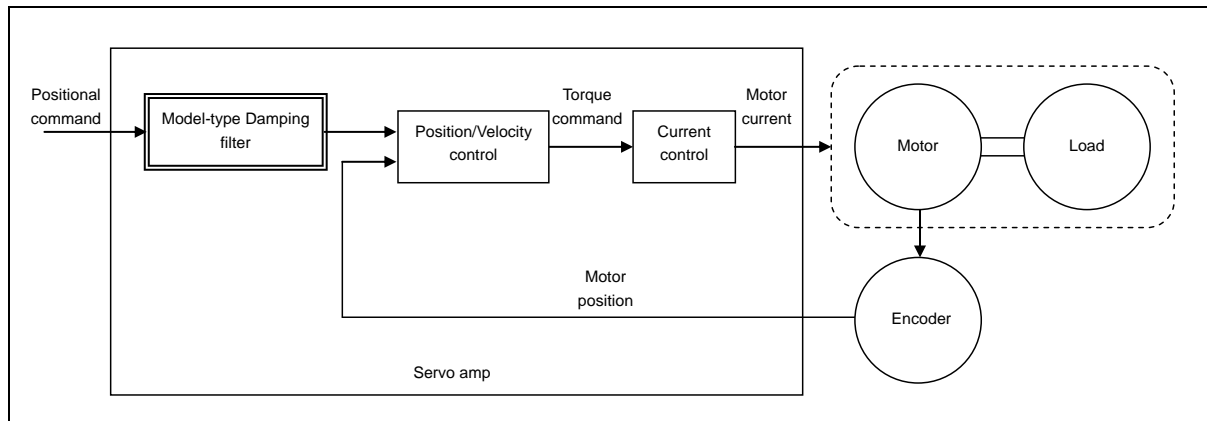 Positional
command
Model-type Damping
filter
Position/Velocity
control
Torque
command
Current
control
Motor
current
Motor
Load
Motor
position
Encoder
Servo amp